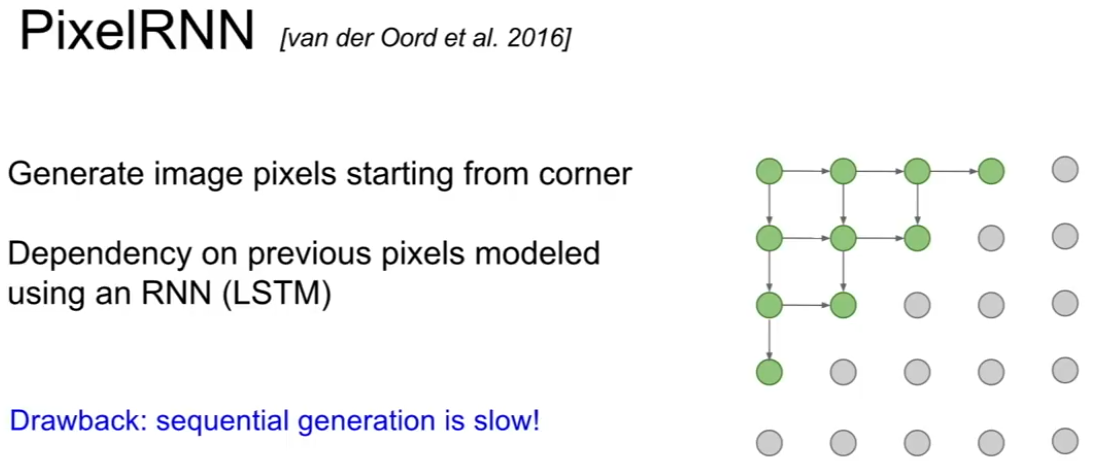 PixelRNN [van der Oord et al. 2016]
Generate image pixels starting from corner
Dependency on previous pixels modeled
using an RNN (LSTM)
Drawback: sequential generation is slow!